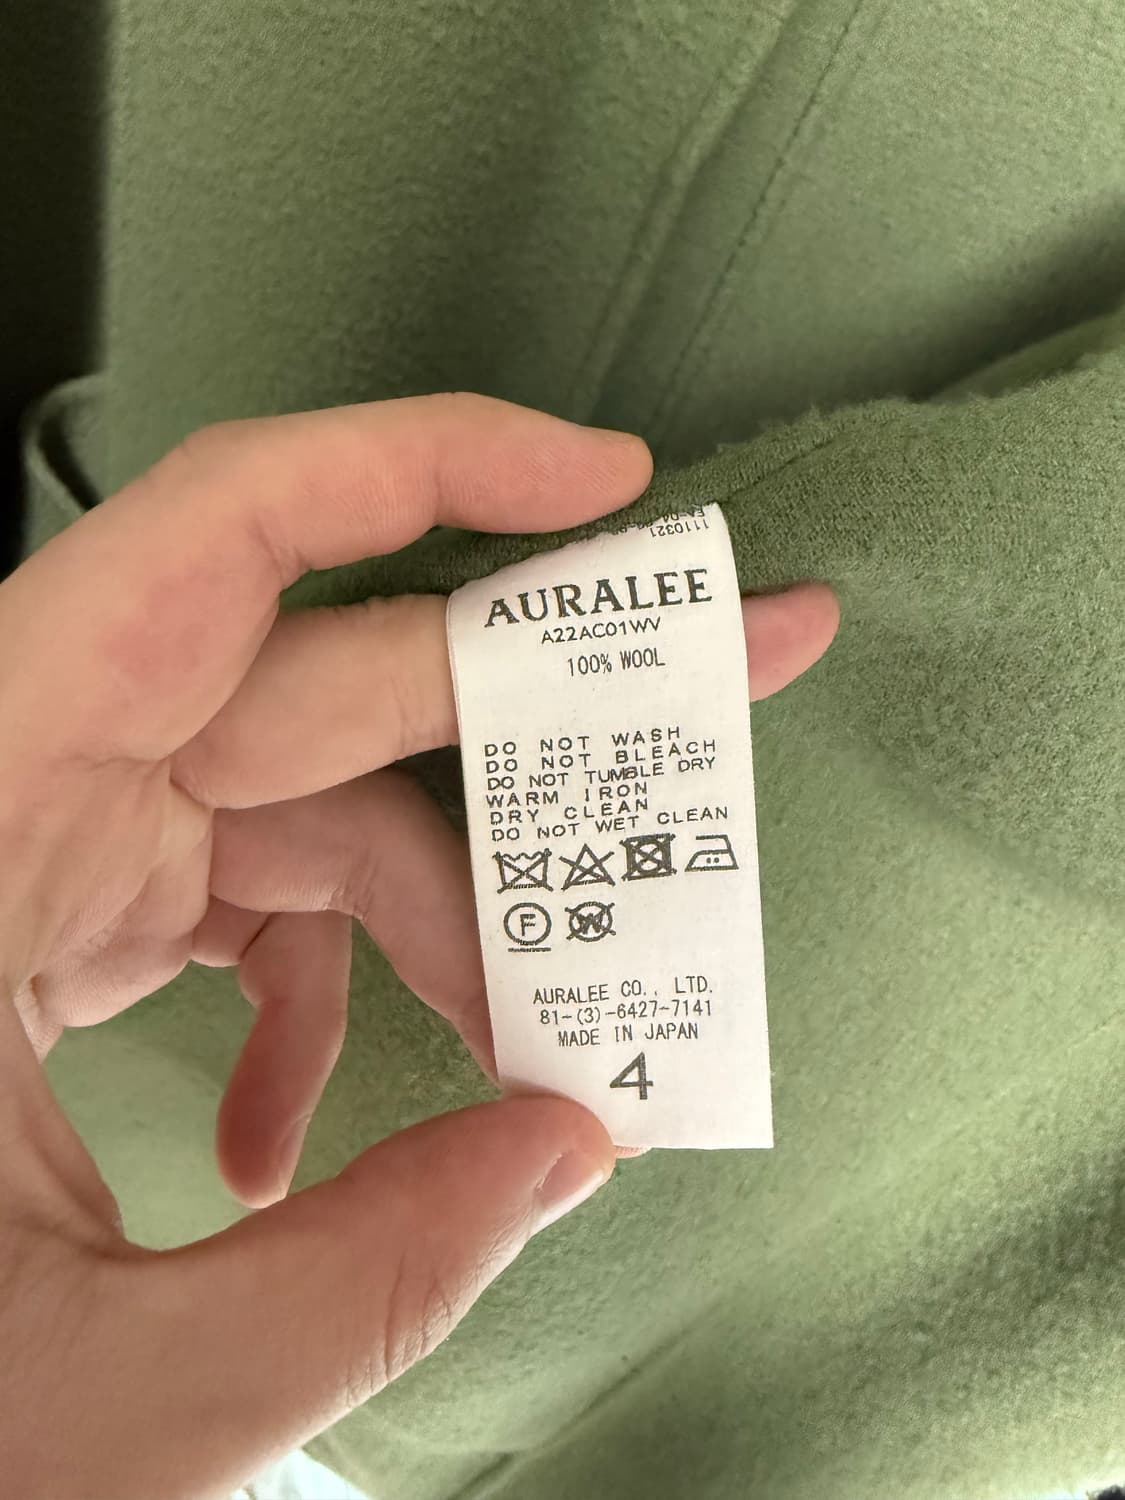 1110321
AURALEE
A22AC01WV
100% WOOL
DO NOT WASH
DO NOT BLEACH
DO NOT TUMBLE DRY
WARM IRON
DRY CLEAN
DO NOT WET CLEAN
F W
AURALEE CO., LTD.
81-(3)-6427-7141
MADE IN JAPAN
4